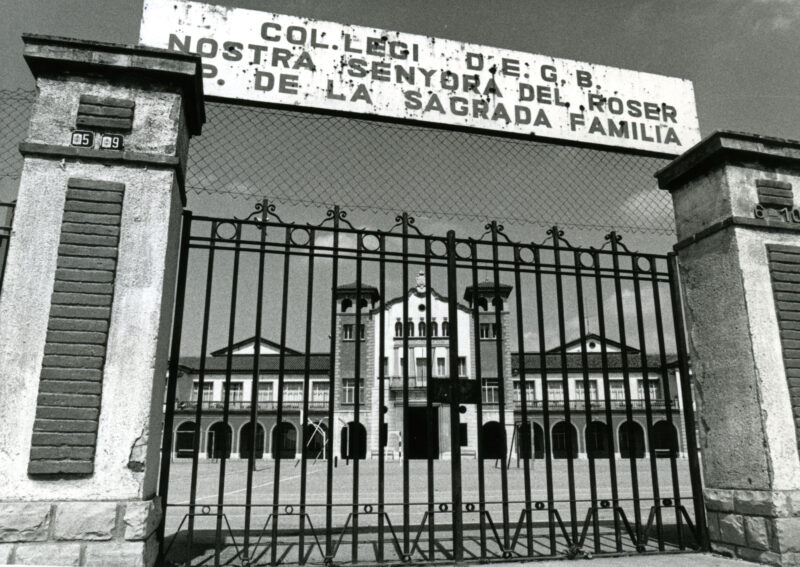 COL.LEGI D'E.G.B.
NOSTRA SENYORA DEL ROSER
P. DE LA SAGRADA FAMILIA
05 09
6 10